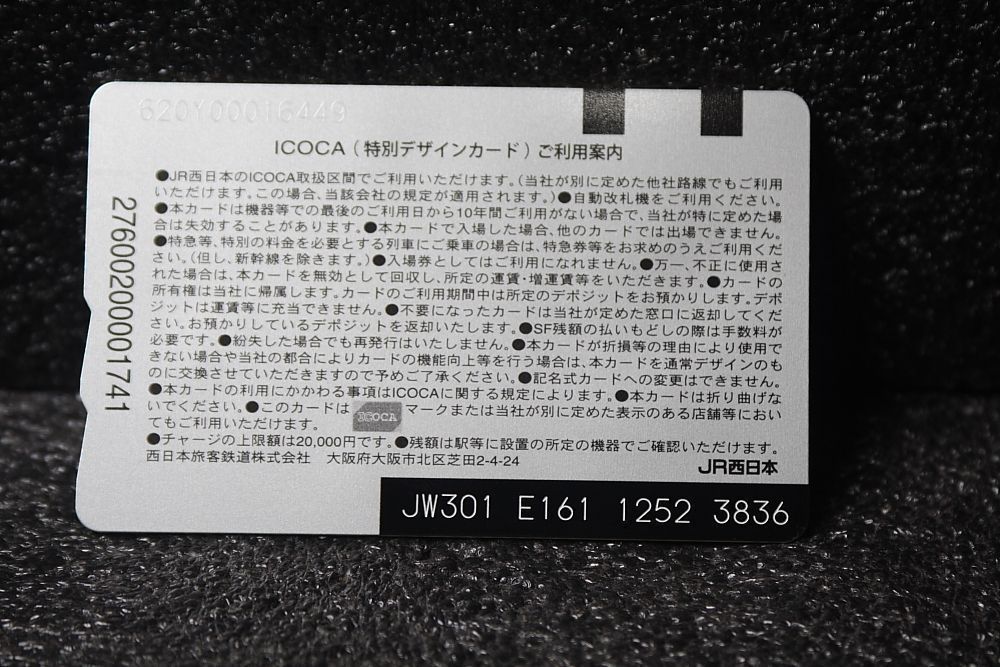 620Y00016449
ICOCA（特別デザインカード）ご利用案内
●JR西日本のICOCA取扱区間でご利用いただけます。(当社が別に定めた他社路線でもご利用
いただけます。この場合、当該会社の規定が適用されます。)●自動改札機をご利用ください。
●本カードは機器等での最後のご利用日から10年間ご利用がない場合で、当社が特に定めた場
合は失効することがあります。●本カードで入場した場合、他のカードでは出場できません。
●特急等、特別の料金を必要とする列車にご乗車の場合は、特急券等をお求めのうえご利用くだ
さい。(但し、新幹線を除きます。)●入場券としてはご利用になれません。●万一、不正に使用さ
れた場合は、本カードを無効として回収し、所定の運賃・増運賃等をいただきます。●カードの
所有権は当社に帰属します。カードのご利用期間中は所定のデポジットをお預かりします。デポ
ジットは運賃等に充当できません。●不要になったカードは当社が定めた窓口に返却してくだ
さい。お預かりしているデポジットを返却いたします。●SF残額の払いもどしの際は手数料が
必要です。●紛失した場合でも再発行はいたしません。●本カードが折損等の理由により使用で
きない場合や当社の都合によりカードの機能向上等を行う場合は、本カードを通常デザインのも
のに交換させていただきますので予めご了承ください。●記名式カードへの変更はできません。
●本カードの利用にかかわる事項はICOCAに関する規定によります。●本カードは折り曲げな
いでください。●このカードは ICOCA マークまたは当社が別に定めた表示のある店舗等におい
てもご利用いただけます。
●チャージの上限額は20,000円です。●残額は駅等に設置の所定の機器でご確認いただけます。
西日本旅客鉄道株式会社 大阪府大阪市北区芝田2-4-24
JR西日本
JW301 E161 1252 3836
2760020001741